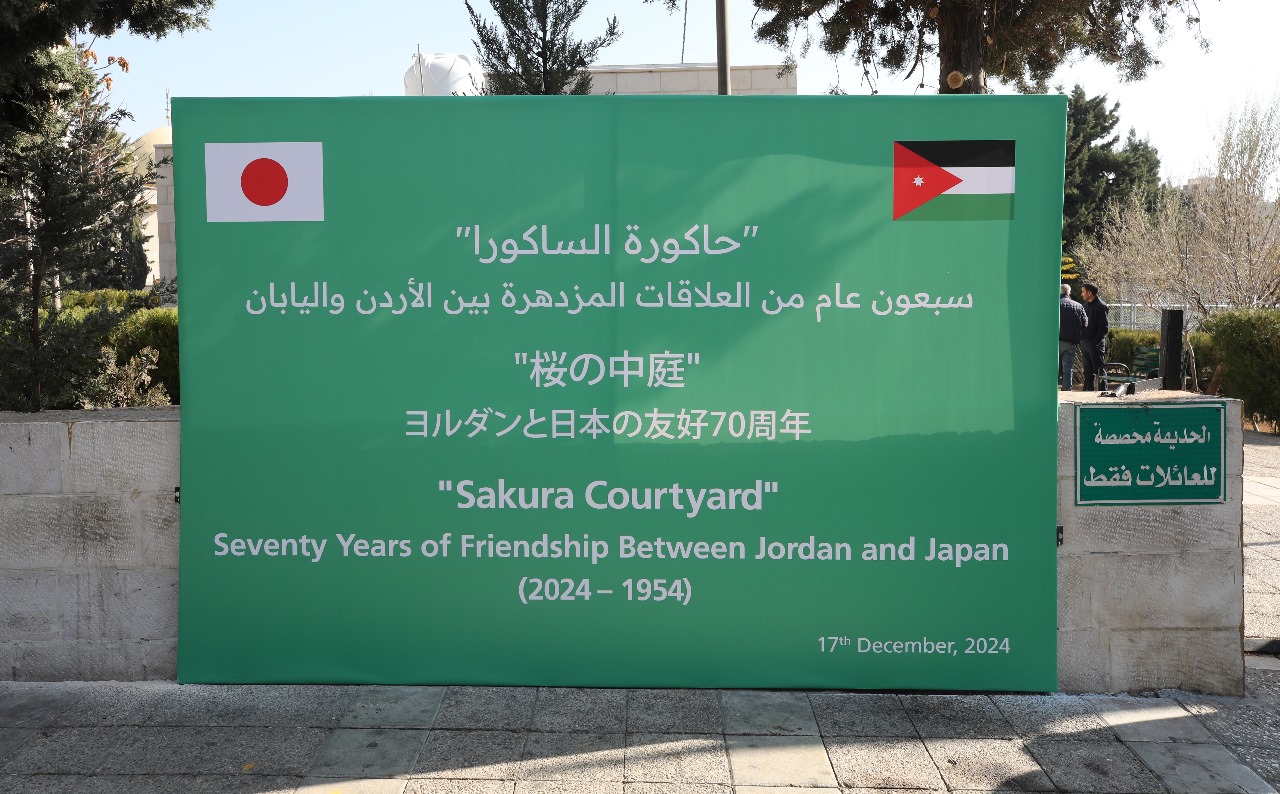 "حاكورة الساكورا"
سبعون عام من العلاقات المزدهرة بين الأردن واليابان
"桜の中庭"
ヨルダンと日本の友好70周年
"Sakura Courtyard"
Seventy Years of Friendship Between Jordan and Japan
(2024 – 1954)
17th December, 2024
الحديقة مخصصة
للعائلات فقط